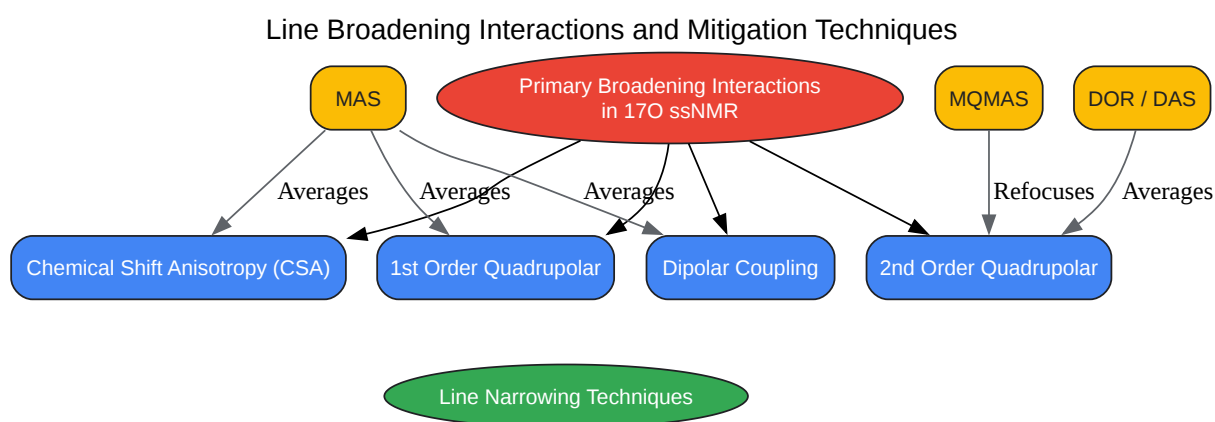 Line Broadening Interactions and Mitigation Techniques
MAS
Primary Broadening Interactions
in 17O ssNMR
MQMAS
DOR / DAS
Averages
Averages
Averages
Refocuses
Averages
Chemical Shift Anisotropy (CSA)
1st Order Quadrupolar
Dipolar Coupling
2nd Order Quadrupolar
Line Narrowing Techniques